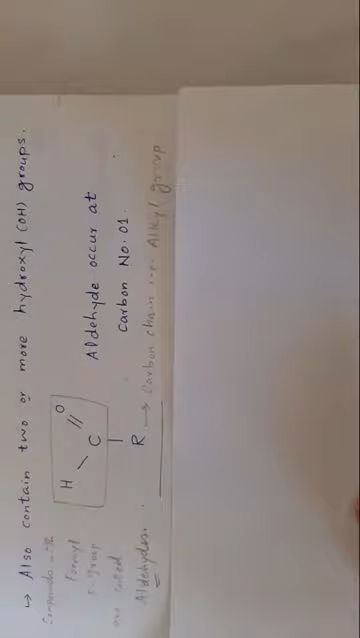 ↳ Also contain two or more hydroxyl (OH) groups.
Compounds with
Formyl
group
are called
Aldehydes.
H O
C
R → Carbon chain i.e. Alkyl group
Aldehyde occur at
Carbon No. 01.